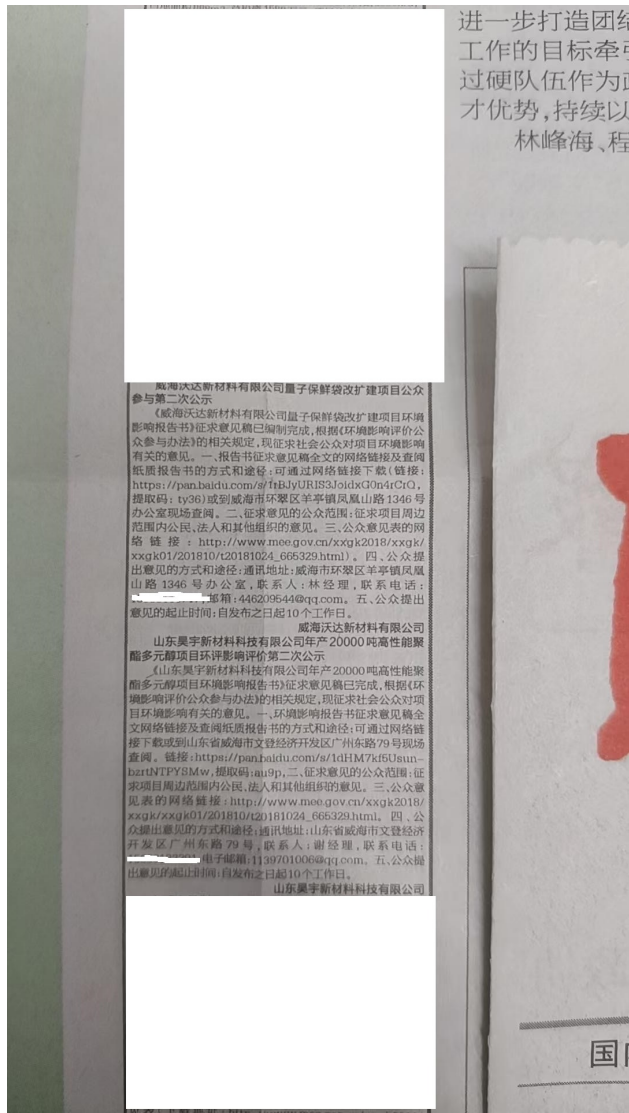 威海沃达新材料有限公司量子保鲜袋改扩建项目公众
参与第二次公示
《威海沃达新材料有限公司量子保鲜袋改扩建项目环境
影响报告书》征求意见稿已编制完成,根据《环境影响评价公
众参与办法》的相关规定,现征求社会公众对项目环境影响
有关的意见。一、报告书征求意见稿全文的网络链接及查阅
纸质报告书的方式和途径:可通过网络链接下载(链接:
https://pan.baidu.com/s/1tBJyURIS3JoidxG0n4rCrQ,
提取码:ty36)或到威海市环翠区羊亭镇凤凰山路1346号
办公室现场查阅。二、征求意见的公众范围:征求项目周边
范围内公民、法人和其他组织的意见。三、公众意见表的网
络链接:http://www.mee.gov.cn/xxgk2018/xxgk/
xxgk01/201810/t20181024_665329.html)。四、公众提
出意见的方式和途径:通讯地址:威海市环翠区羊亭镇凤凰
山路1346号办公室,联系人:林经理,联系电话:
邮箱:446209544@qq.com。五、公众提出
意见的起止时间:自发布之日起10个工作日。
威海沃达新材料有限公司
山东昊宇新材料科技有限公司年产20000吨高性能聚
酯多元醇项目环评影响评价第二次公示
《山东昊宇新材料科技有限公司年产20000吨高性能聚
酯多元醇项目环境影响报告书》征求意见稿已完成,根据《环
境影响评价公众参与办法》的相关规定,现征求社会公众对项
目环境影响有关的意见。一、环境影响报告书征求意见稿全
文网络链接及查阅纸质报告书的方式和途径:可通过网络链
接下载或到山东省威海市文登经济开发区广州东路79号现场
查阅。链接:https://pan.baidu.com/s/1dHM7kf5Usun-
bzrtNTPYSMw,提取码:au9p,二、征求意见的公众范围:征
求项目周边范围内公民、法人和其他组织的意见。三、公众意
见表的网络链接:http://www.mee.gov.cn/xxgk2018/
xxgk/xxgk01/201810/t20181024_665329.html。四、公
众提出意见的方式和途径:通讯地址:山东省威海市文登经济
开发区广州东路79号,联系人:谢经理,联系电话:
电子邮箱:1139701006@qq.com。五、公众提
出意见的起止时间:自发布之日起10个工作日。
山东昊宇新材料科技有限公司
进一步打造团结
工作的目标牵引
过硬队伍作为
才优势,持续以
林峰海、程
国